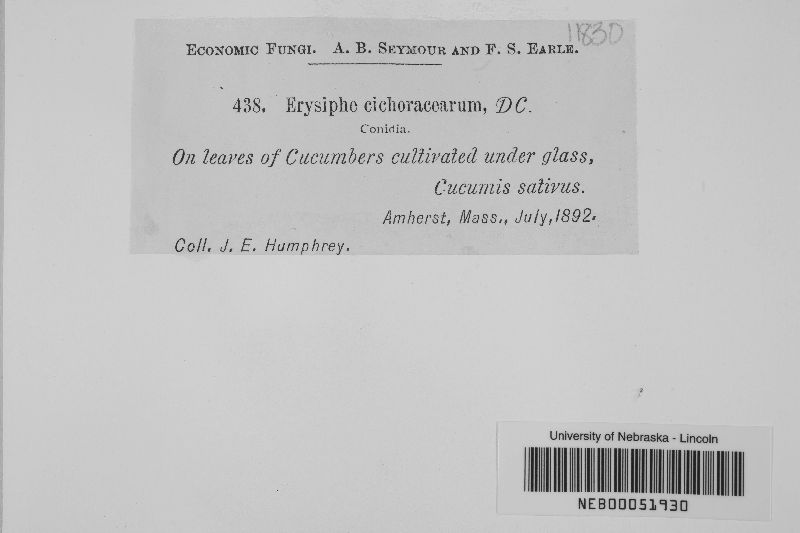 11830
ECONOMIC FUNGI. A. B. SEYMOUR AND F. S. EARLE.
438. Erysiphe cichoracearum, DC.
Conidia.
On leaves of Cucumbers cultivated under glass,
Cucumis sativus.
Amherst, Mass., July, 1892.
Coll. J. E. Humphrey.
University of Nebraska - Lincoln
NEB00051930